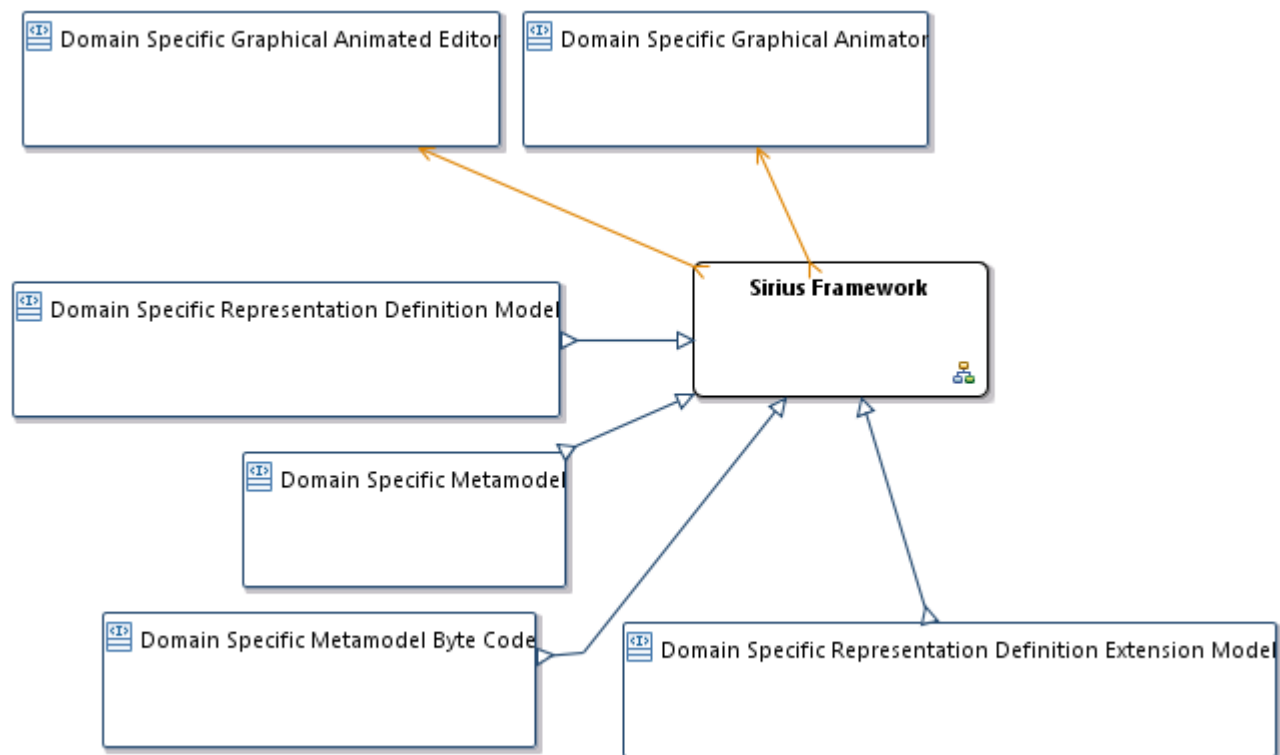 Domain Specific Graphical Animated Editor
Domain Specific Graphical Animator
Sirius Framework
Domain Specific Representation Definition Model
Domain Specific Metamodel
Domain Specific Metamodel Byte Code
Domain Specific Representation Definition Extension Model